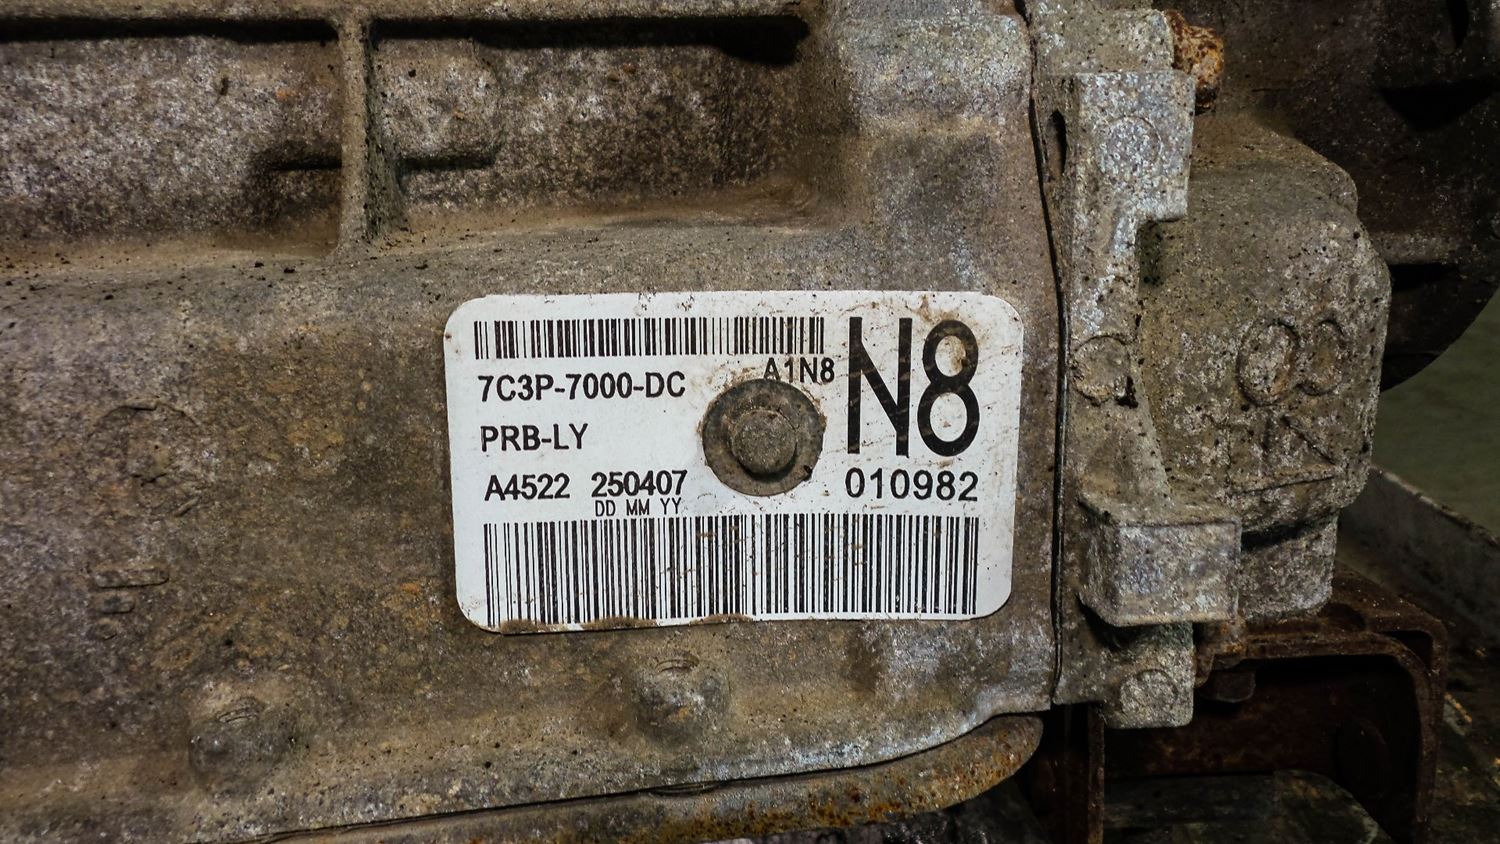 A1N8
N8
7C3P-7000-DC
PRB-LY
A4522 250407
DD MM YY
010982